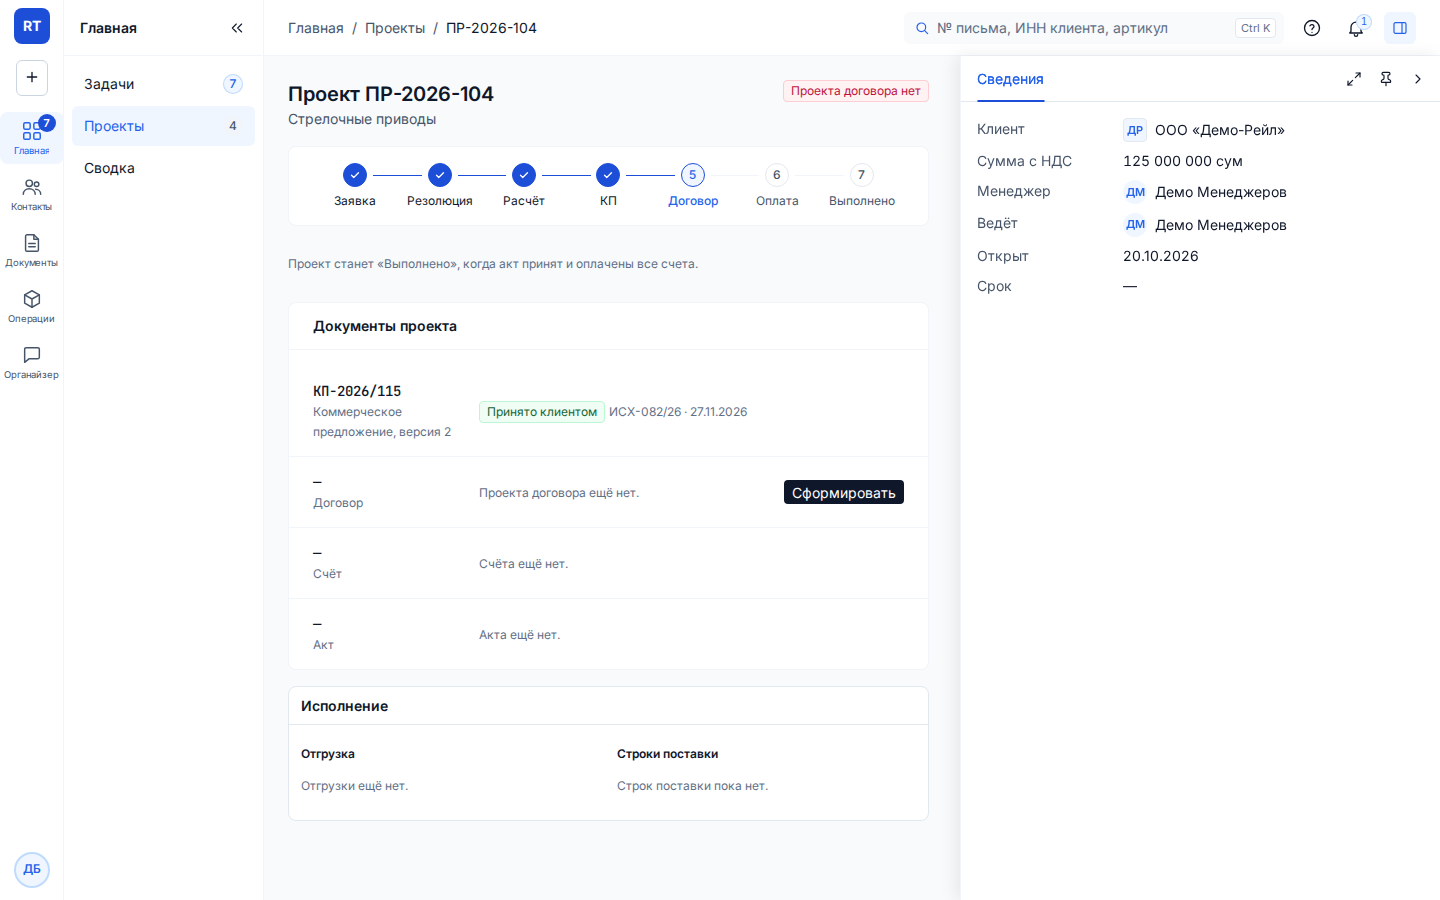 RT
Главная
Главная / Проекты / ПР-2026-104
№ письма, ИНН клиента, артикул
Ctrl K
1
+
7
Главная
Контакты
Документы
Операции
Органайзер
ДБ
Задачи
7
Проекты
4
Сводка
Проект ПР-2026-104
Проекта договора нет
Стрелочные приводы
5
6
7
Заявка
Резолюция
Расчёт
КП
Договор
Оплата
Выполнено
Проект станет «Выполнено», когда акт принят и оплачены все счета.
Документы проекта
КП-2026/115
Коммерческое
предложение, версия 2
Принято клиентом ИСХ-082/26 · 27.11.2026
—
Договор
Проекта договора ещё нет.
Сформировать
—
Счёт
Счёта ещё нет.
—
Акт
Акта ещё нет.
Исполнение
Отгрузка
Отгрузки ещё нет.
Строки поставки
Строк поставки пока нет.
Сведения
Клиент
ДР ООО «Демо-Рейл»
Сумма с НДС
125 000 000 сум
Менеджер
ДМ Демо Менеджеров
Ведёт
ДМ Демо Менеджеров
Открыт
20.10.2026
Срок
—